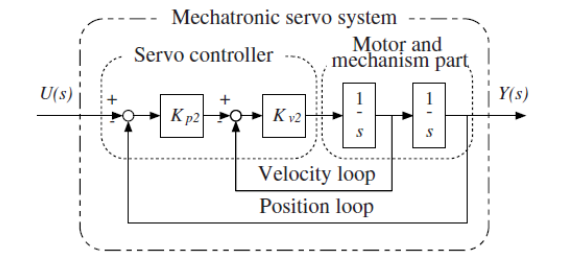 Mechatronic servo system
Motor and
mechanism part
Servo controller
U(s)
+
-
K p2
+
-
K v2
1
-
s
1
-
s
Y(s)
Velocity loop
Position loop